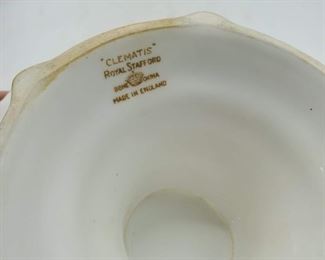 "CLEMATIS"
ROYAL STAFFORD
BONE CHINA
MADE IN ENGLAND